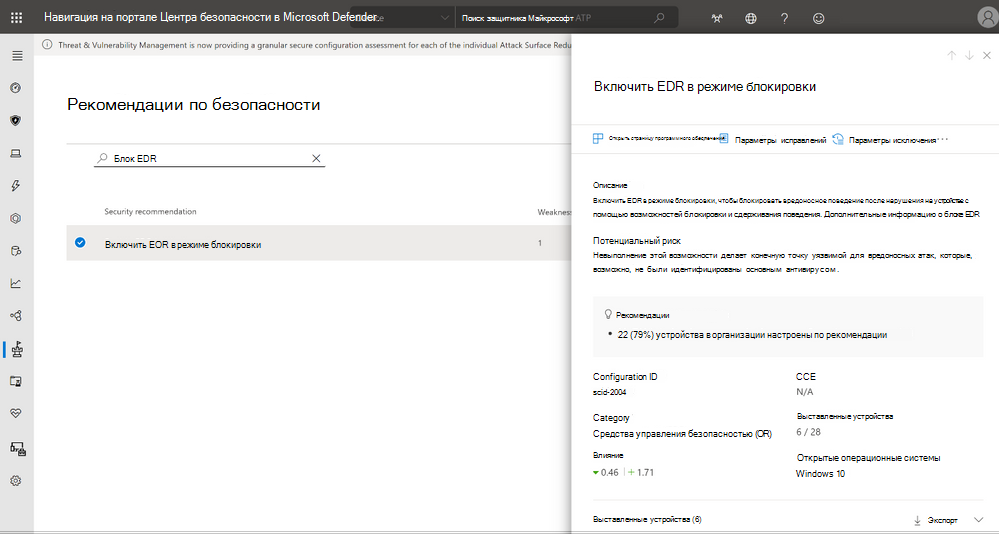 Навигация на портале Центра безопасности в Microsoft Defender.
Поиск защитника Майкрософт ATP
Threat & Vulnerability Management is now providing a granular secure configuration assessment for each of the individual Attack Surface Redu
Рекомендации по безопасности
Блок EDR
Security recommendation
Weakness
Включить EOR в режиме блокировки
1
Включить EDR в режиме блокировки
Открыть страницу программного обеспечения
Параметры исправлений
Параметры исключения
Описание
Включить EDR в режиме блокировки, чтобы блокировать вредоносное поведение после нарушения на устройстве с
помощью возможностей блокировки и сдерживания поведения. Дополнительные информацию о блоке EDR
Потенциальный риск
Невыполнение этой возможности делает конечную точку уязвимой для вредоносных атак, которые,
возможно, не были идентифицированы основным антивирусом.
Рекомендации
• 22 (79%) устройства в организации настроены по рекомендации
Configuration ID
scid-2004
CCE
N/A
Category
Средства управления безопасностью (OR)
Выставленные устройства
6 / 28
Влияние
0.46 | + 1.71
Открытые операционные системы
Windows 10
Выставленные устройства (6)
Экспорт